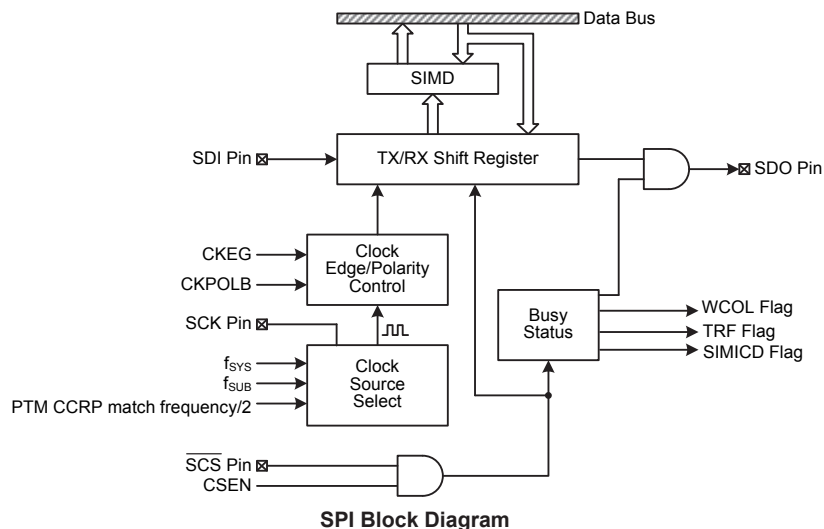 Data Bus
SIMD
SDI Pin
TX/RX Shift Register
SDO Pin
CKEG
CKPOLB
Clock
Edge/Polarity
Control
SCK Pin
Busy
Status
WCOL Flag
TRF Flag
SIMICD Flag
fSYS
fSUB
PTM CCRP match frequency/2
Clock
Source
Select
SCS Pin
CSEN
SPI Block Diagram